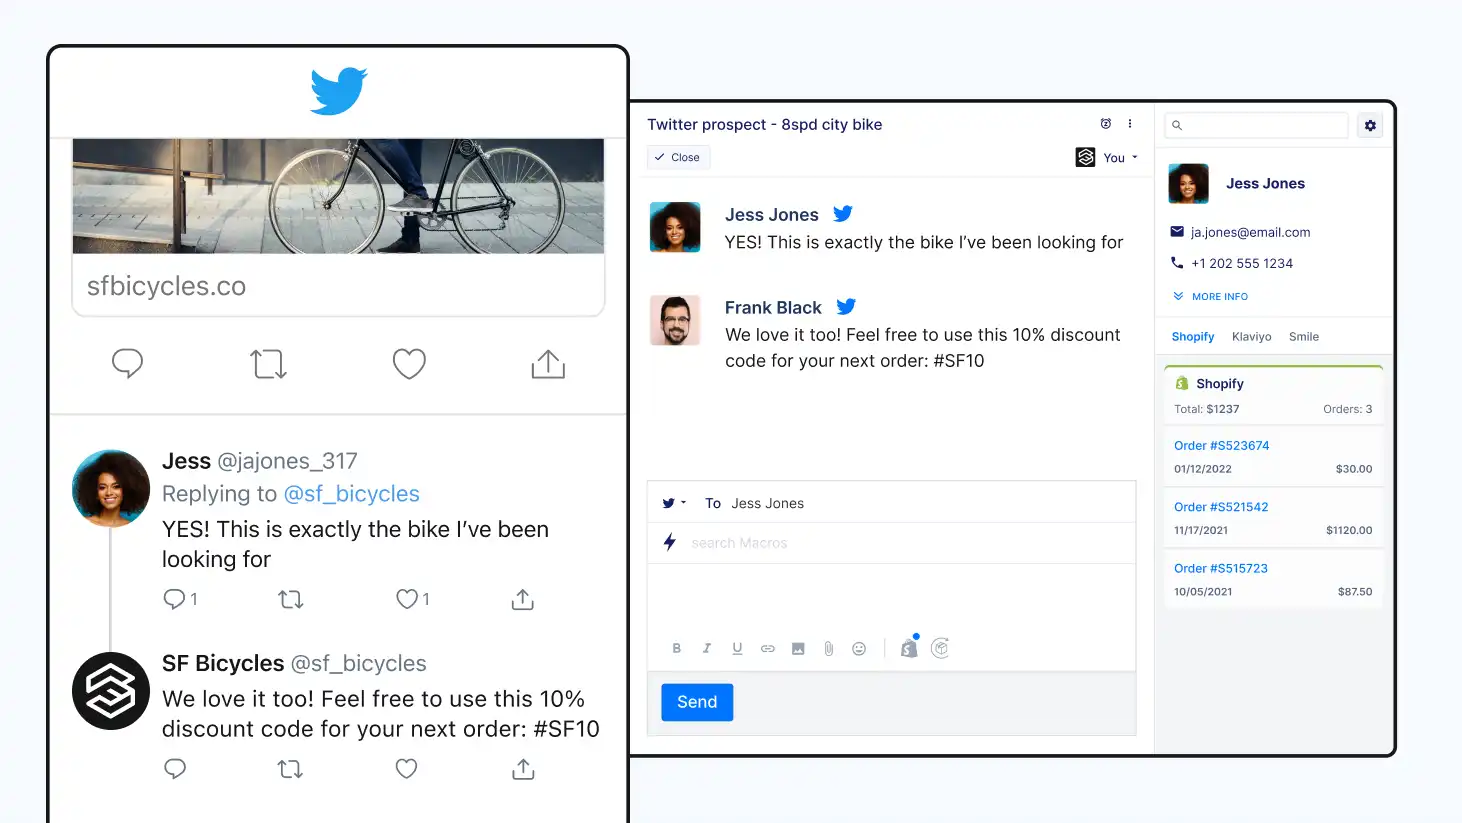 sfbicycles.co
Jess @jajones_317
Replying to @sf_bicycles
YES! This is exactly the bike I’ve been
looking for
1
1
SF Bicycles @sf_bicycles
We love it too! Feel free to use this 10%
discount code for your next order: #SF10
Twitter prospect - 8spd city bike
Close
You
Jess Jones
YES! This is exactly the bike I’ve been looking for
Frank Black
We love it too! Feel free to use this 10% discount
code for your next order: #SF10
To Jess Jones
search Macros
B I U
Send
Jess Jones
ja.jones@email.com
+1 202 555 1234
MORE INFO
Shopify Klaviyo Smile
Shopify
Total: $1237 Orders: 3
Order #S523674
01/12/2022 $30.00
Order #S521542
11/17/2021 $1120.00
Order #S515723
10/05/2021 $87.50